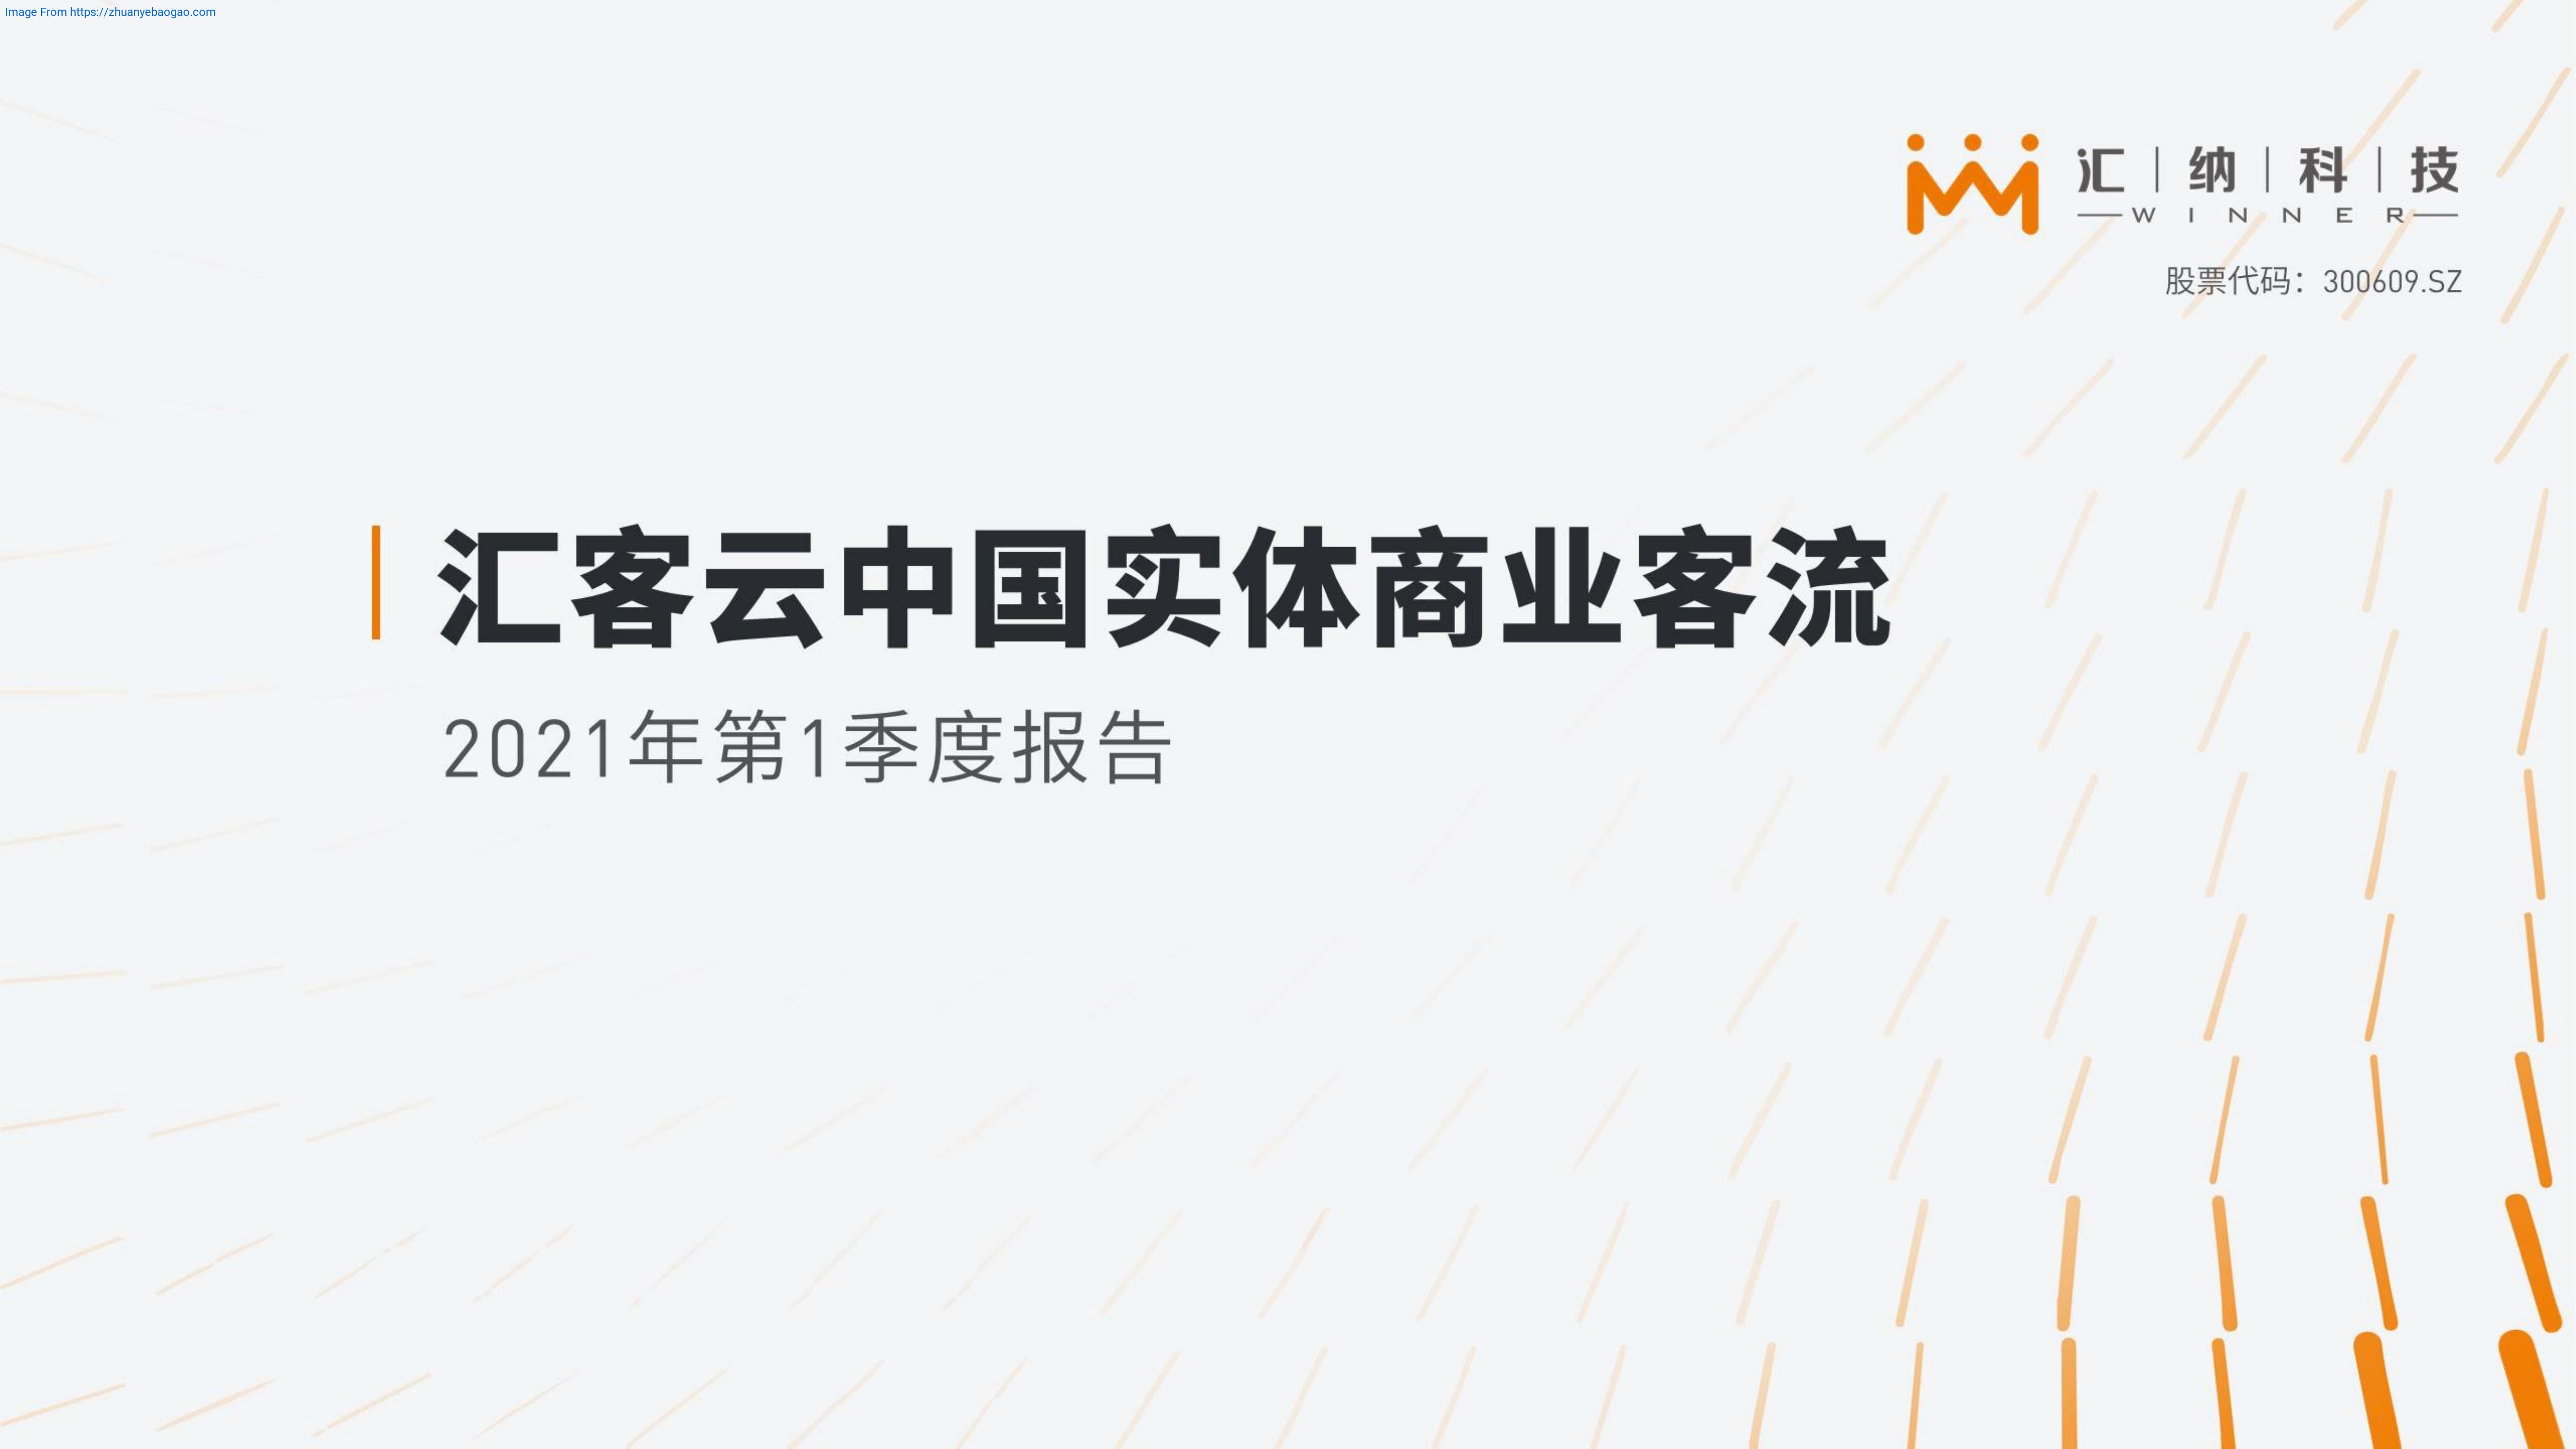 Image From https://zhuanyebaogao.com
汇|纳|科|技
WINNER
股票代码：300609.SZ
汇客云中国实体商业客流
2021年第1季度报告